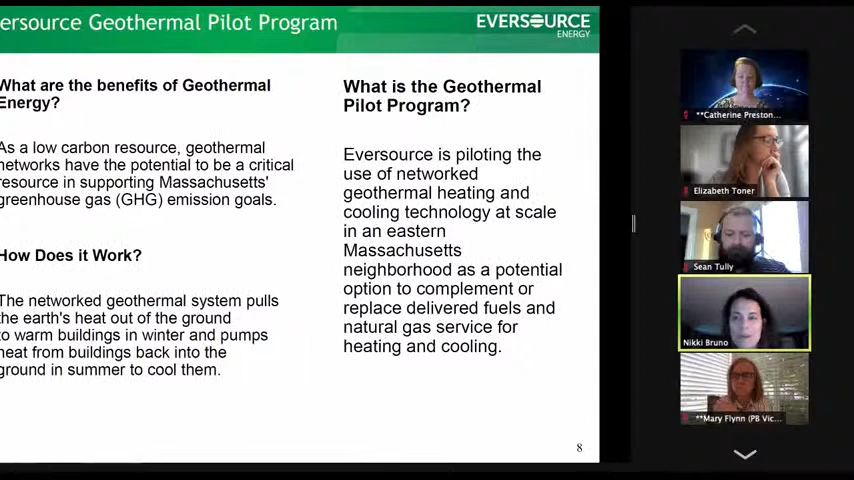 ersource Geothermal Pilot Program
EVERSOURCE
ENERGY
What are the benefits of Geothermal
Energy?
As a low carbon resource, geothermal
networks have the potential to be a critical
resource in supporting Massachusetts'
greenhouse gas (GHG) emission goals.
How Does it Work?
The networked geothermal system pulls
the earth's heat out of the ground
to warm buildings in winter and pumps
heat from buildings back into the
ground in summer to cool them.
What is the Geothermal
Pilot Program?
Eversource is piloting the
use of networked
geothermal heating and
cooling technology at scale
in an eastern
Massachusetts
neighborhood as a potential
option to complement or
replace delivered fuels and
natural gas service for
heating and cooling.
8
**Catherine Preston...
Elizabeth Toner
Sean Tully
Nikki Bruno
**Mary Flynn (PB Vic...